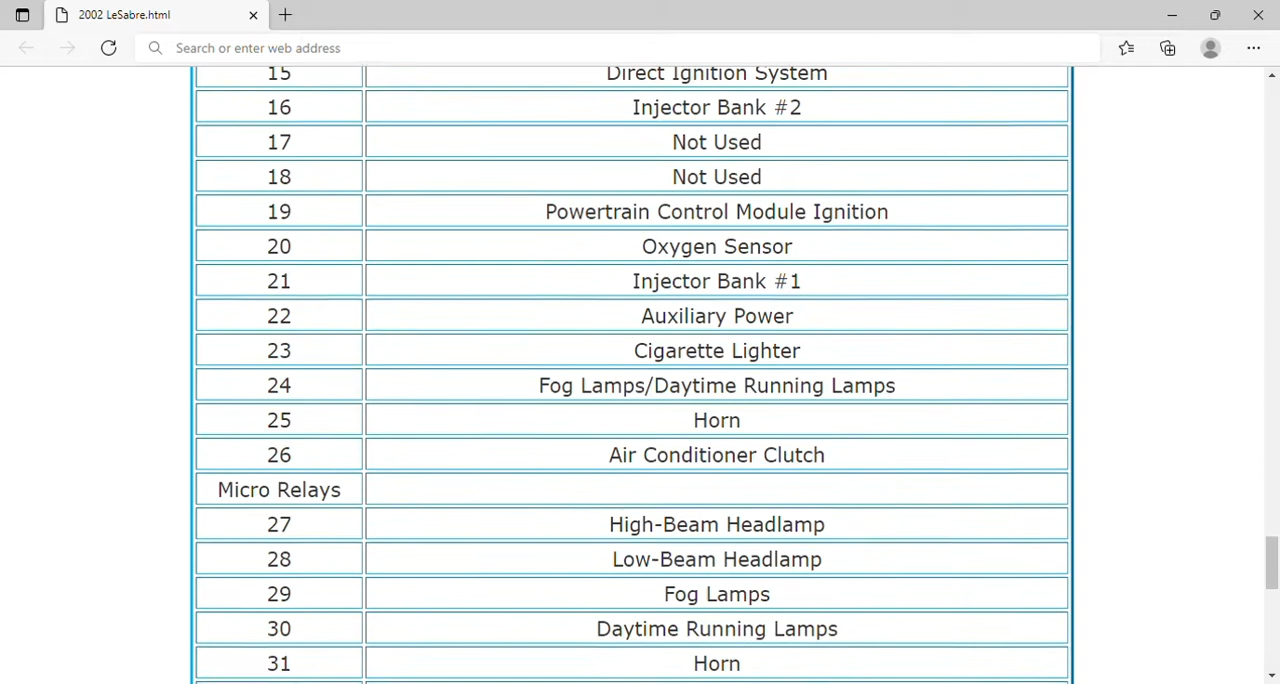 2002 LeSabre.html
Search or enter web address
15 Direct Ignition System
16 Injector Bank #2
17 Not Used
18 Not Used
19 Powertrain Control Module Ignition
20 Oxygen Sensor
21 Injector Bank #1
22 Auxiliary Power
23 Cigarette Lighter
24 Fog Lamps/Daytime Running Lamps
25 Horn
26 Air Conditioner Clutch
Micro Relays
27 High-Beam Headlamp
28 Low-Beam Headlamp
29 Fog Lamps
30 Daytime Running Lamps
31 Horn